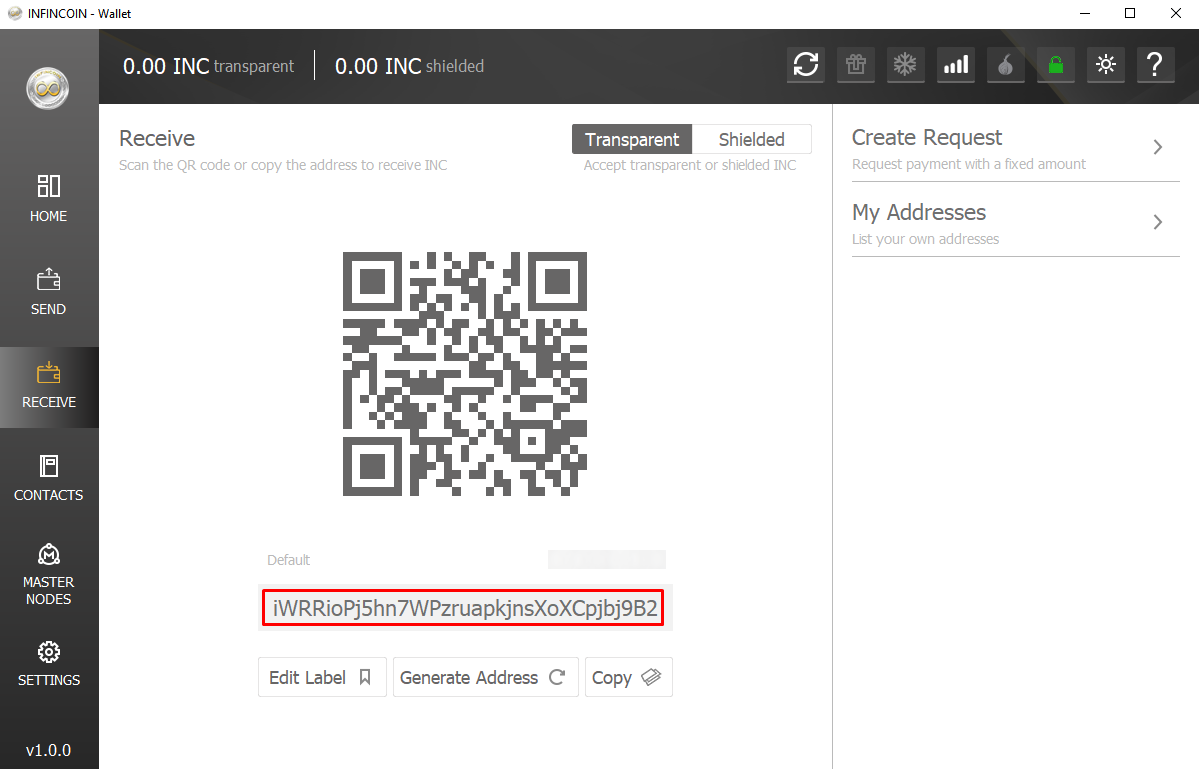 INFINCOIN - Wallet
0.00 INC transparent
0.00 INC shielded
?
HOME
SEND
RECEIVE
CONTACTS
MASTER
NODES
SETTINGS
v1.0.0
Receive
Scan the QR code or copy the address to receive INC
Transparent
Shielded
Accept transparent or shielded INC
Default
iWRRioPj5hn7WPzruapkjnsXoXCpjbj9B2
Edit Label
Generate Address
Copy
Create Request
Request payment with a fixed amount
My Addresses
List your own addresses